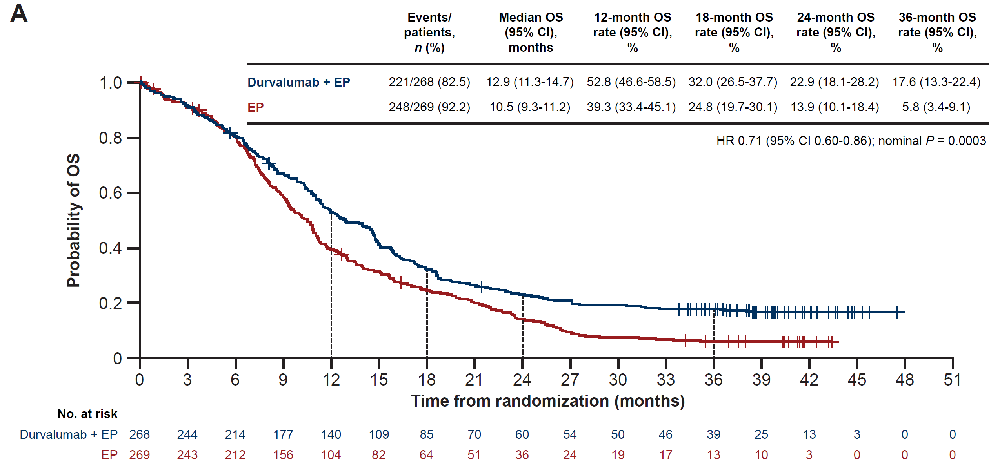 A
Events/ Median OS 12-month OS 18-month OS 24-month OS 36-month OS
patients, (95% CI), rate (95% CI), rate (95% CI), rate (95% CI), rate (95% CI),
n (%) months % % % %
Durvalumab + EP 221/268 (82.5) 12.9 (11.3-14.7) 52.8 (46.6-58.5) 32.0 (26.5-37.7) 22.9 (18.1-28.2) 17.6 (13.3-22.4)
EP 248/269 (92.2) 10.5 (9.3-11.2) 39.3 (33.4-45.1) 24.8 (19.7-30.1) 13.9 (10.1-18.4) 5.8 (3.4-9.1)
HR 0.71 (95% CI 0.60-0.86); nominal P = 0.0003
Probability of OS
1.0
0.8
0.6
0.4
0.2
0
0 3 6 9 12 15 18 21 24 27 30 33 36 39 42 45 48 51
Time from randomization (months)
No. at risk
Durvalumab + EP 268 244 214 177 140 109 85 70 60 54 50 46 39 25 13 3 0 0
EP 269 243 212 156 104 82 64 51 36 24 19 17 13 10 3 0 0 0